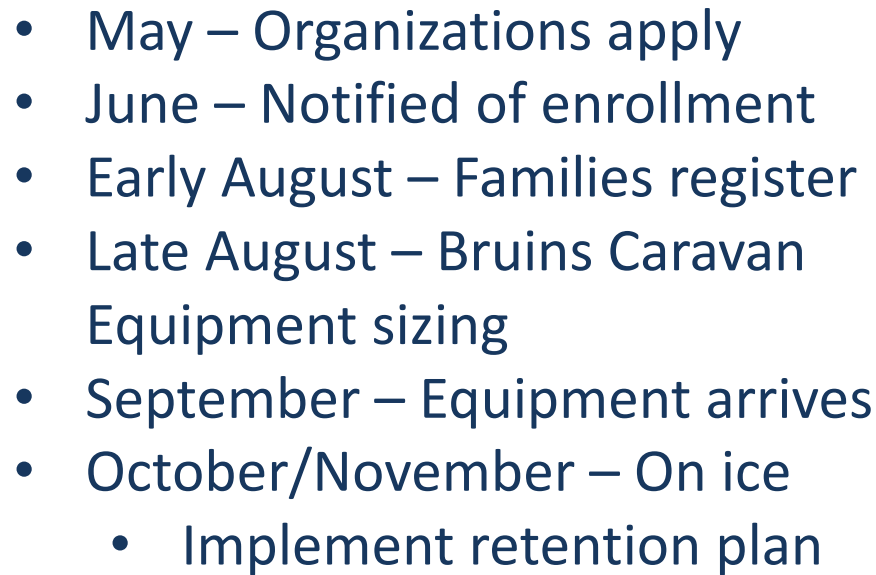 • May – Organizations apply
• June – Notified of enrollment
• Early August – Families register
• Late August – Bruins Caravan
Equipment sizing
• September – Equipment arrives
• October/November – On ice
• Implement retention plan